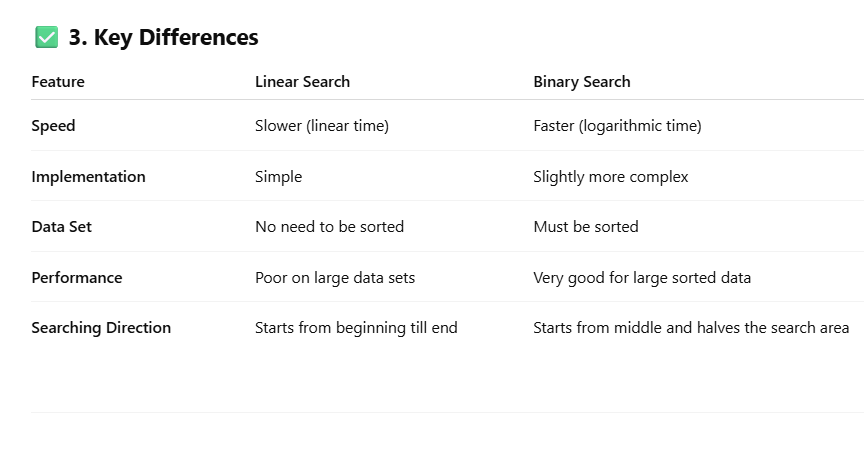 ✅ 3. Key Differences
Feature Linear Search Binary Search
Speed Slower (linear time) Faster (logarithmic time)
Implementation Simple Slightly more complex
Data Set No need to be sorted Must be sorted
Performance Poor on large data sets Very good for large sorted data
Searching Direction Starts from beginning till end Starts from middle and halves the search area